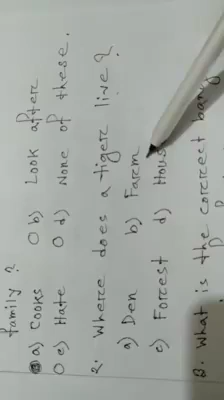 family?
a) Cooks b) Look after
c) Hate d) None of these.
2. Where does a tiger live?
a) Den b) Farm
c) Forest d) Hous
3. What is the correct